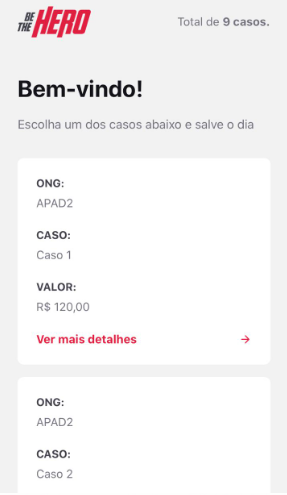 BE THE HERO
Total de 9 casos.
Bem-vindo!
Escolha um dos casos abaixo e salve o dia
ONG:
APAD2
CASO:
Caso 1
VALOR:
R$ 120,00
Ver mais detalhes →
ONG:
APAD2
CASO:
Caso 2